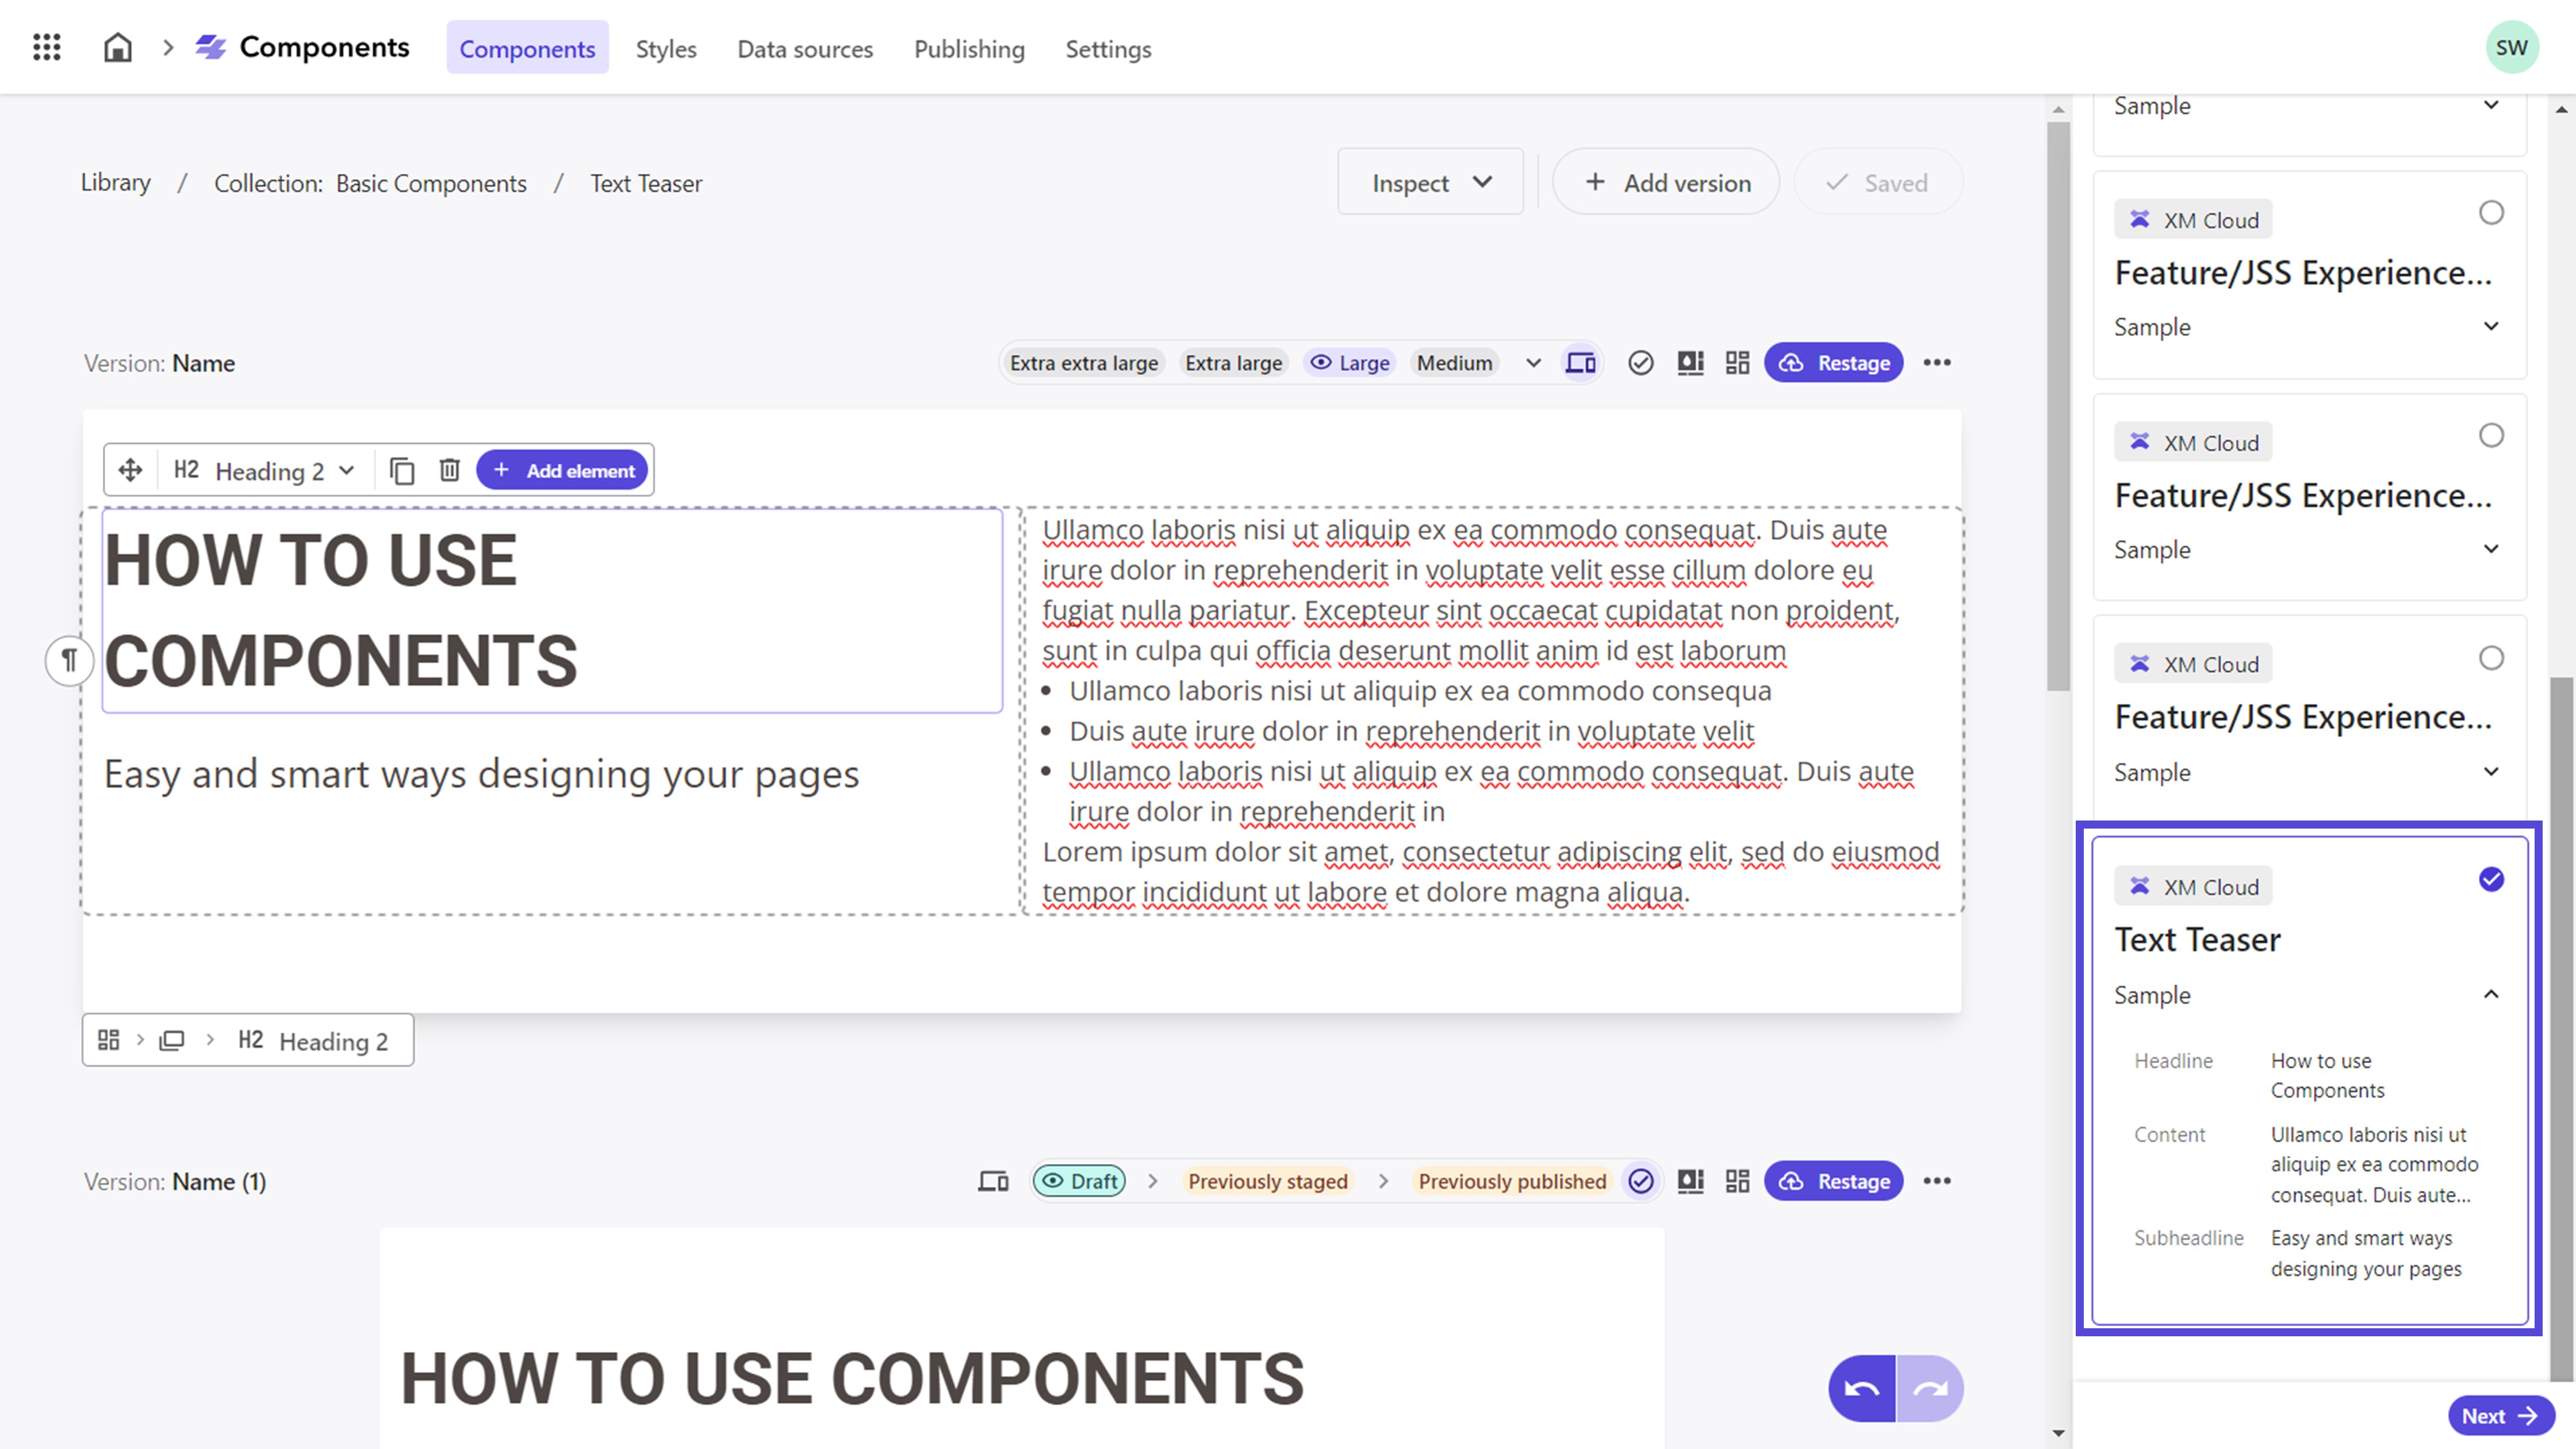 Components
Components
Styles
Data sources
Publishing
Settings
SW
Library / Collection: Basic Components / Text Teaser
Inspect
+ Add version
Saved
Version: Name
Extra extra large
Extra large
Large
Medium
Restage
H2 Heading 2
+ Add element
HOW TO USE
COMPONENTS
Easy and smart ways designing your pages
Ullamco laboris nisi ut aliquip ex ea commodo consequat. Duis aute
irure dolor in reprehenderit in voluptate velit esse cillum dolore eu
fugiat nulla pariatur. Excepteur sint occaecat cupidatat non proident,
sunt in culpa qui officia deserunt mollit anim id est laborum
• Ullamco laboris nisi ut aliquip ex ea commodo consequa
• Duis aute irure dolor in reprehenderit in voluptate velit
• Ullamco laboris nisi ut aliquip ex ea commodo consequat. Duis aute
irure dolor in reprehenderit in
Lorem ipsum dolor sit amet, consectetur adipiscing elit, sed do eiusmod
tempor incididunt ut labore et dolore magna aliqua.
H2 Heading 2
Version: Name (1)
Draft
Previously staged
Previously published
Restage
HOW TO USE COMPONENTS
Sample
XM Cloud
Feature/JSS Experience...
Sample
XM Cloud
Feature/JSS Experience...
Sample
XM Cloud
Feature/JSS Experience...
Sample
XM Cloud
Text Teaser
Sample
Headline
How to use
Components
Content
Ullamco laboris nisi ut
aliquip ex ea commodo
consequat. Duis aute...
Subheadline
Easy and smart ways
designing your pages
Next